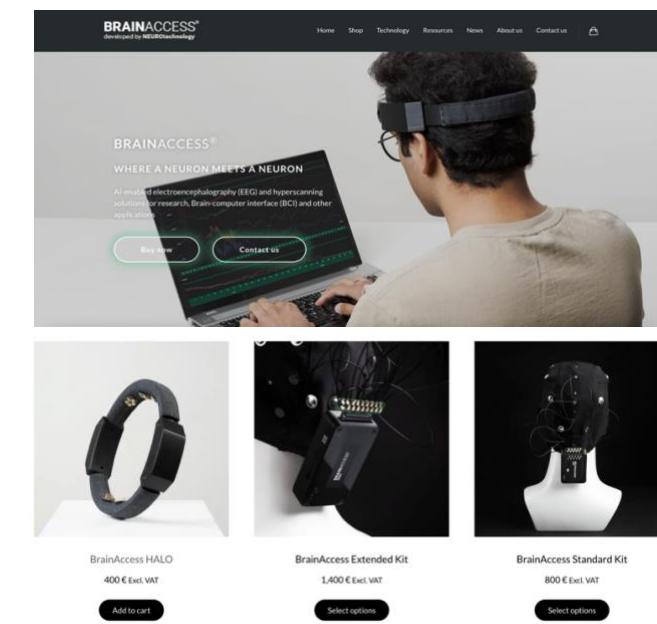 BRAINACCESS®
developed by NEUROtechnology
Home Shop Technology Resources News About us Contact us
BRAINACCESS®
WHERE A NEURON MEETS A NEURON
AI-enabled electroencephalography (EEG) and hyperscanning
solutions for research, Brain-computer interface (BCI) and other
applications
Buy now Contact us
BRAINACCESS
BrainAccess HALO BrainAccess Extended Kit BrainAccess Standard Kit
400 € Excl. VAT 1,400 € Excl. VAT 800 € Excl. VAT
Add to cart Select options Select options